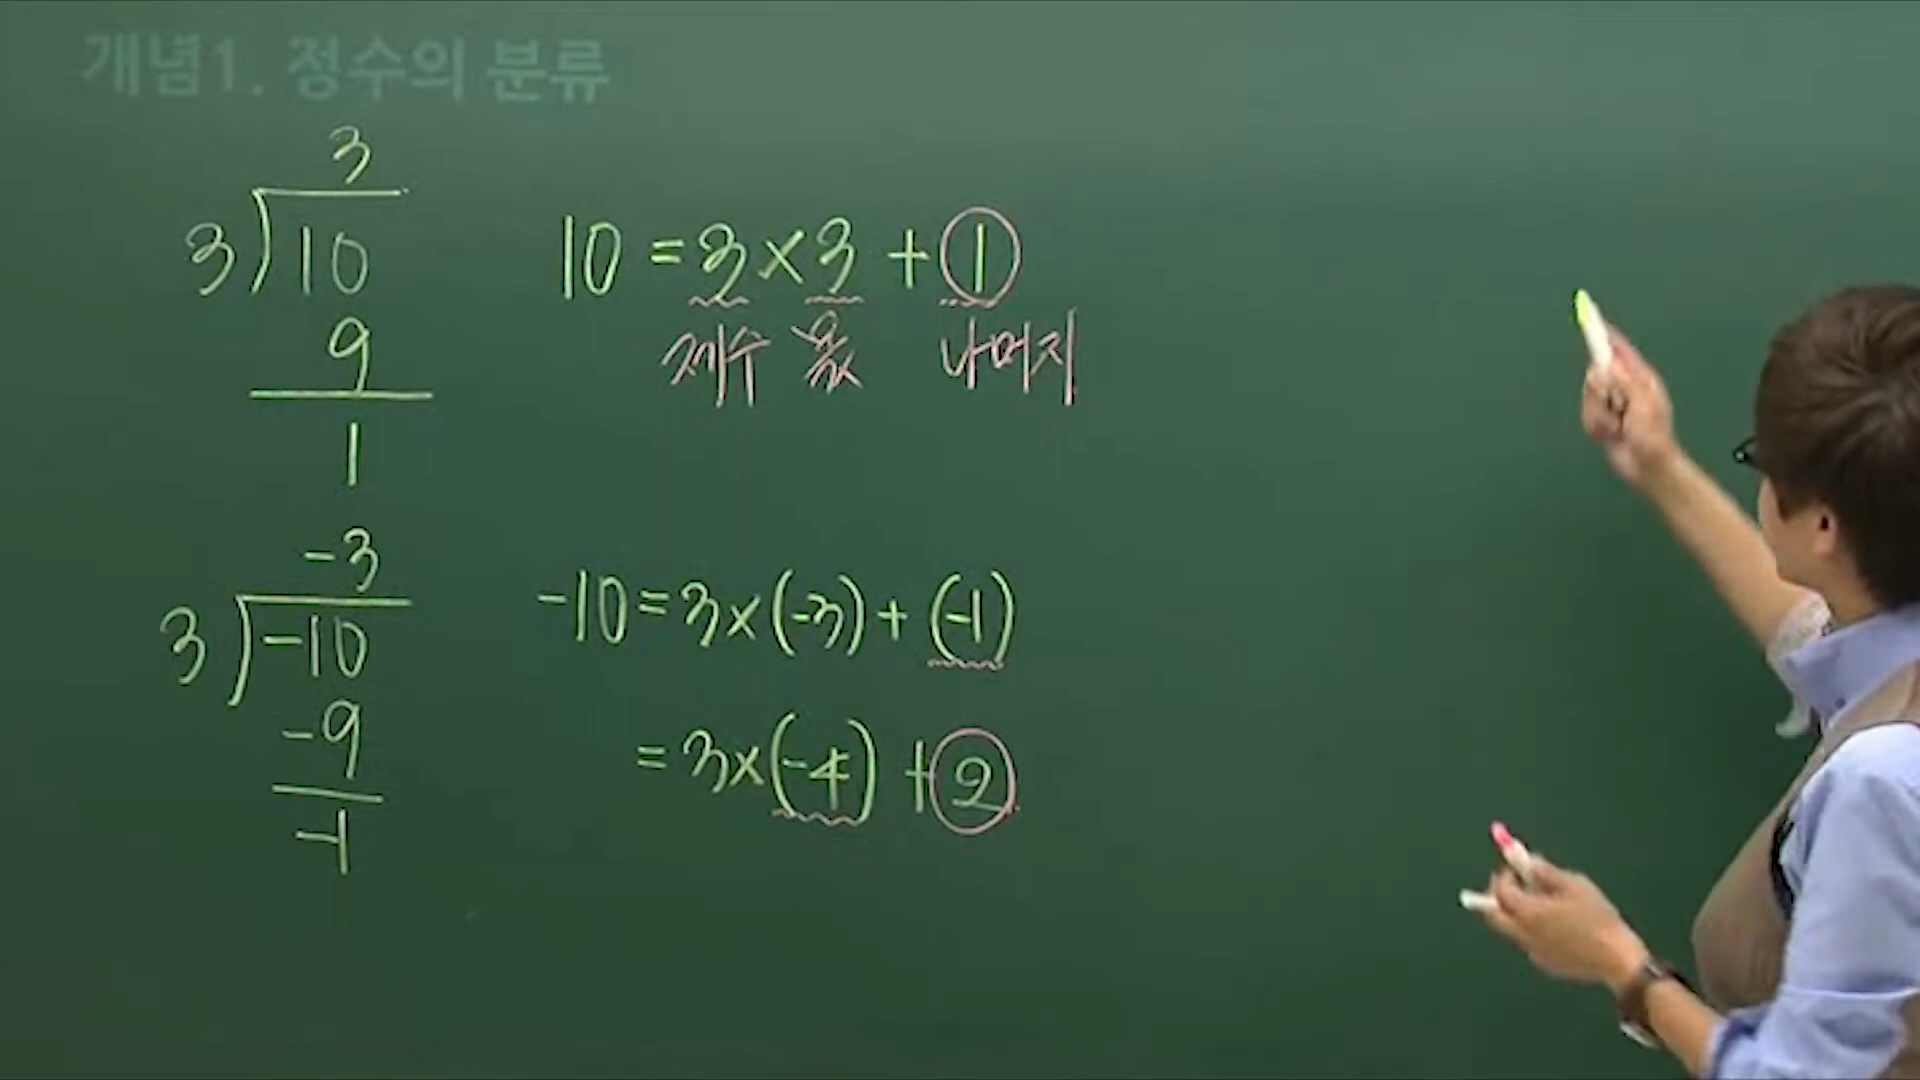 개념1. 정수의 분류
3
3)10
9
1
10 = 3×3 + 1
제수 몫 나머지
-3
3)-10
-9
-1
-10 = 3×(-3) + (-1)
= 3×(-4) + 2